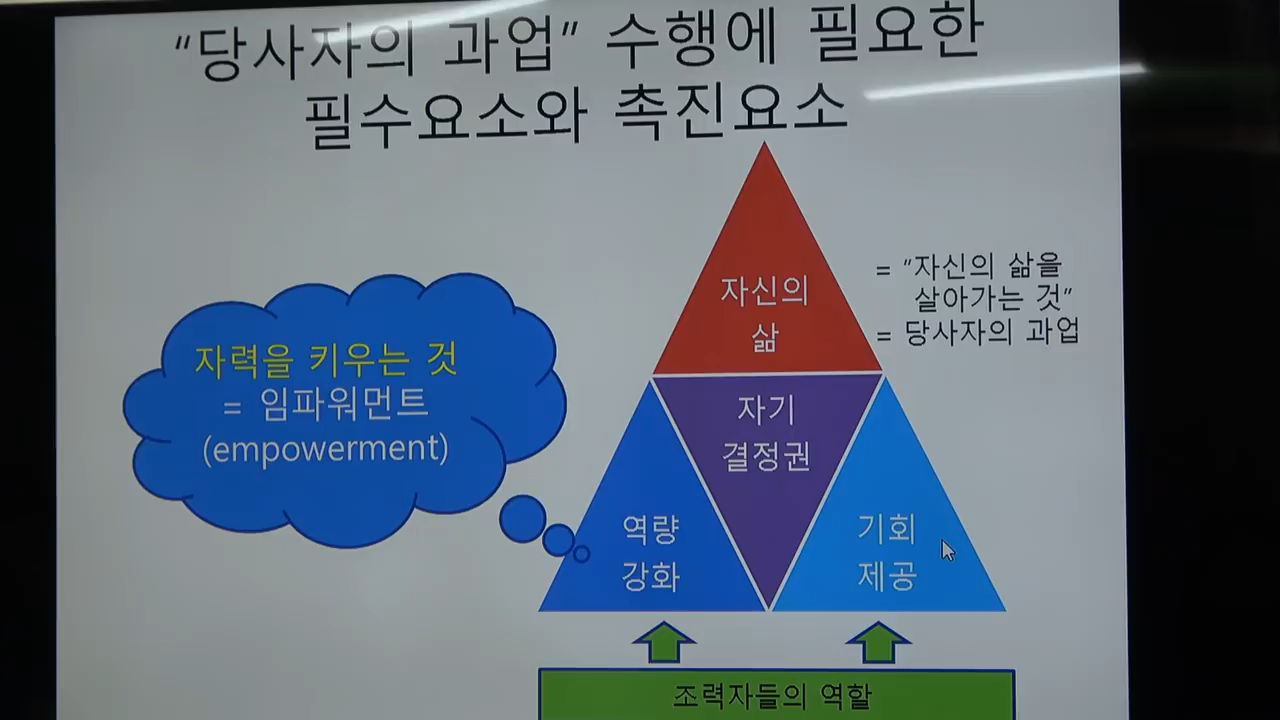 “당사자의 과업” 수행에 필요한
필수요소와 촉진요소
자신의
삶
= “자신의 삶을
살아가는 것”
= 당사자의 과업
자력을 키우는 것
= 임파워먼트
(empowerment)
자기
결정권
역량
강화
기회
제공
조력자들의 역할